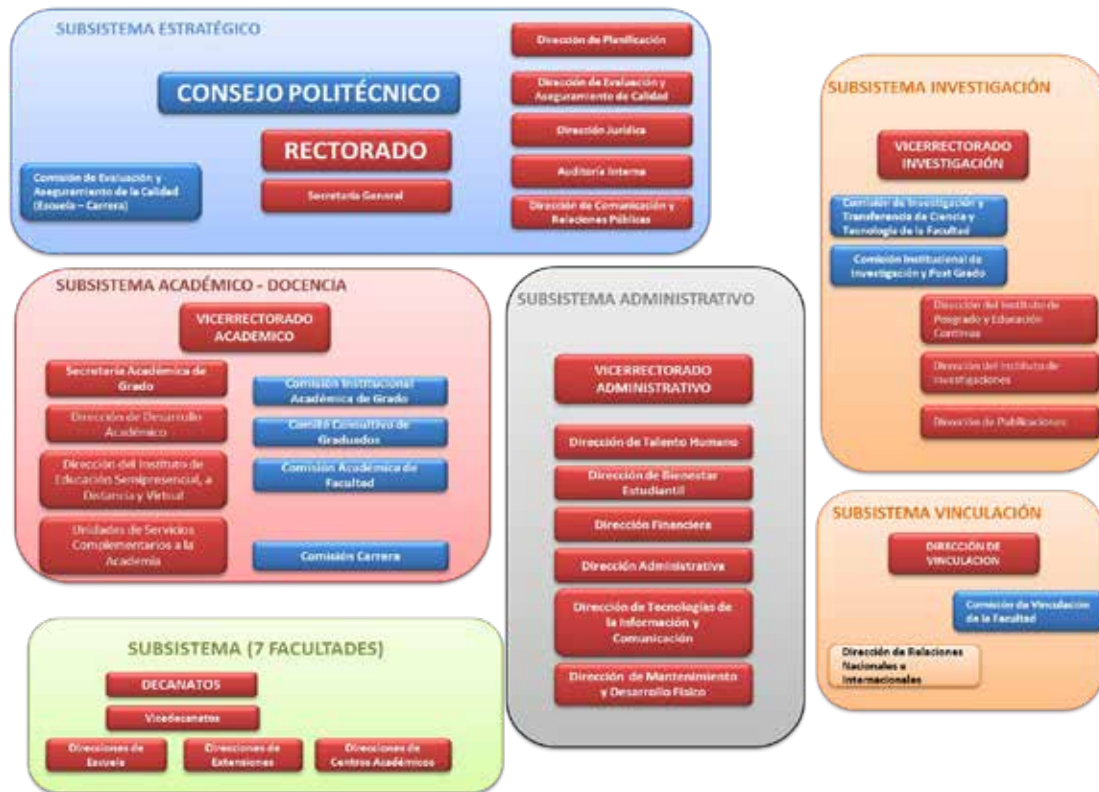 SUBSISTEMA ESTRATÉGICO
CONSEJO POLITÉCNICO
RECTORADO
Secretaría General
Comisión de Evaluación y
Aseguramiento de la Calidad
(Escuela – Carrera)
Dirección de Planificación
Dirección de Evaluación y
Aseguramiento de Calidad
Dirección Jurídica
Auditoría Interna
Dirección de Comunicación y
Relaciones Públicas
SUBSISTEMA ACADÉMICO - DOCENCIA
VICERRECTORADO
ACADEMICO
Secretaría Académica de
Grado
Dirección de Desarrollo
Académico
Dirección del Instituto de
Educación Semipresencial, a
Distancia y Virtual
Unidades de Servicios
Complementarios a la
Academia
Comisión Institucional
Académica de Grado
Comité Consultivo de
Graduados
Comisión Académica de
Facultad
Comisión Carrera
SUBSISTEMA (7 FACULTADES)
DECANATOS
Vicedecanatos
Direcciones de
Escuela
Direcciones de
Extensiones
Direcciones de
Centros Académicos
SUBSISTEMA ADMINISTRATIVO
VICERRECTORADO
ADMINISTRATIVO
Dirección de Talento Humano
Dirección de Bienestar
Estudiantil
Dirección Financiera
Dirección Administrativa
Dirección de Tecnologías de
la Información y
Comunicación
Dirección de Mantenimiento
y Desarrollo Físico
SUBSISTEMA INVESTIGACIÓN
VICERRECTORADO
INVESTIGACIÓN
Comisión de Investigación y
Transferencia de Ciencia y
Tecnología de la Facultad
Comisión Institucional de
Investigación y Post Grado
Dirección del Instituto de
Posgrado y Educación
Continua
Dirección del Instituto de
Investigaciones
Dirección de Publicaciones
SUBSISTEMA VINCULACIÓN
DIRECCIÓN DE
VINCULACION
Comisión de Vinculación
de la Facultad
Dirección de Relaciones
Nacionales e
Internacionales